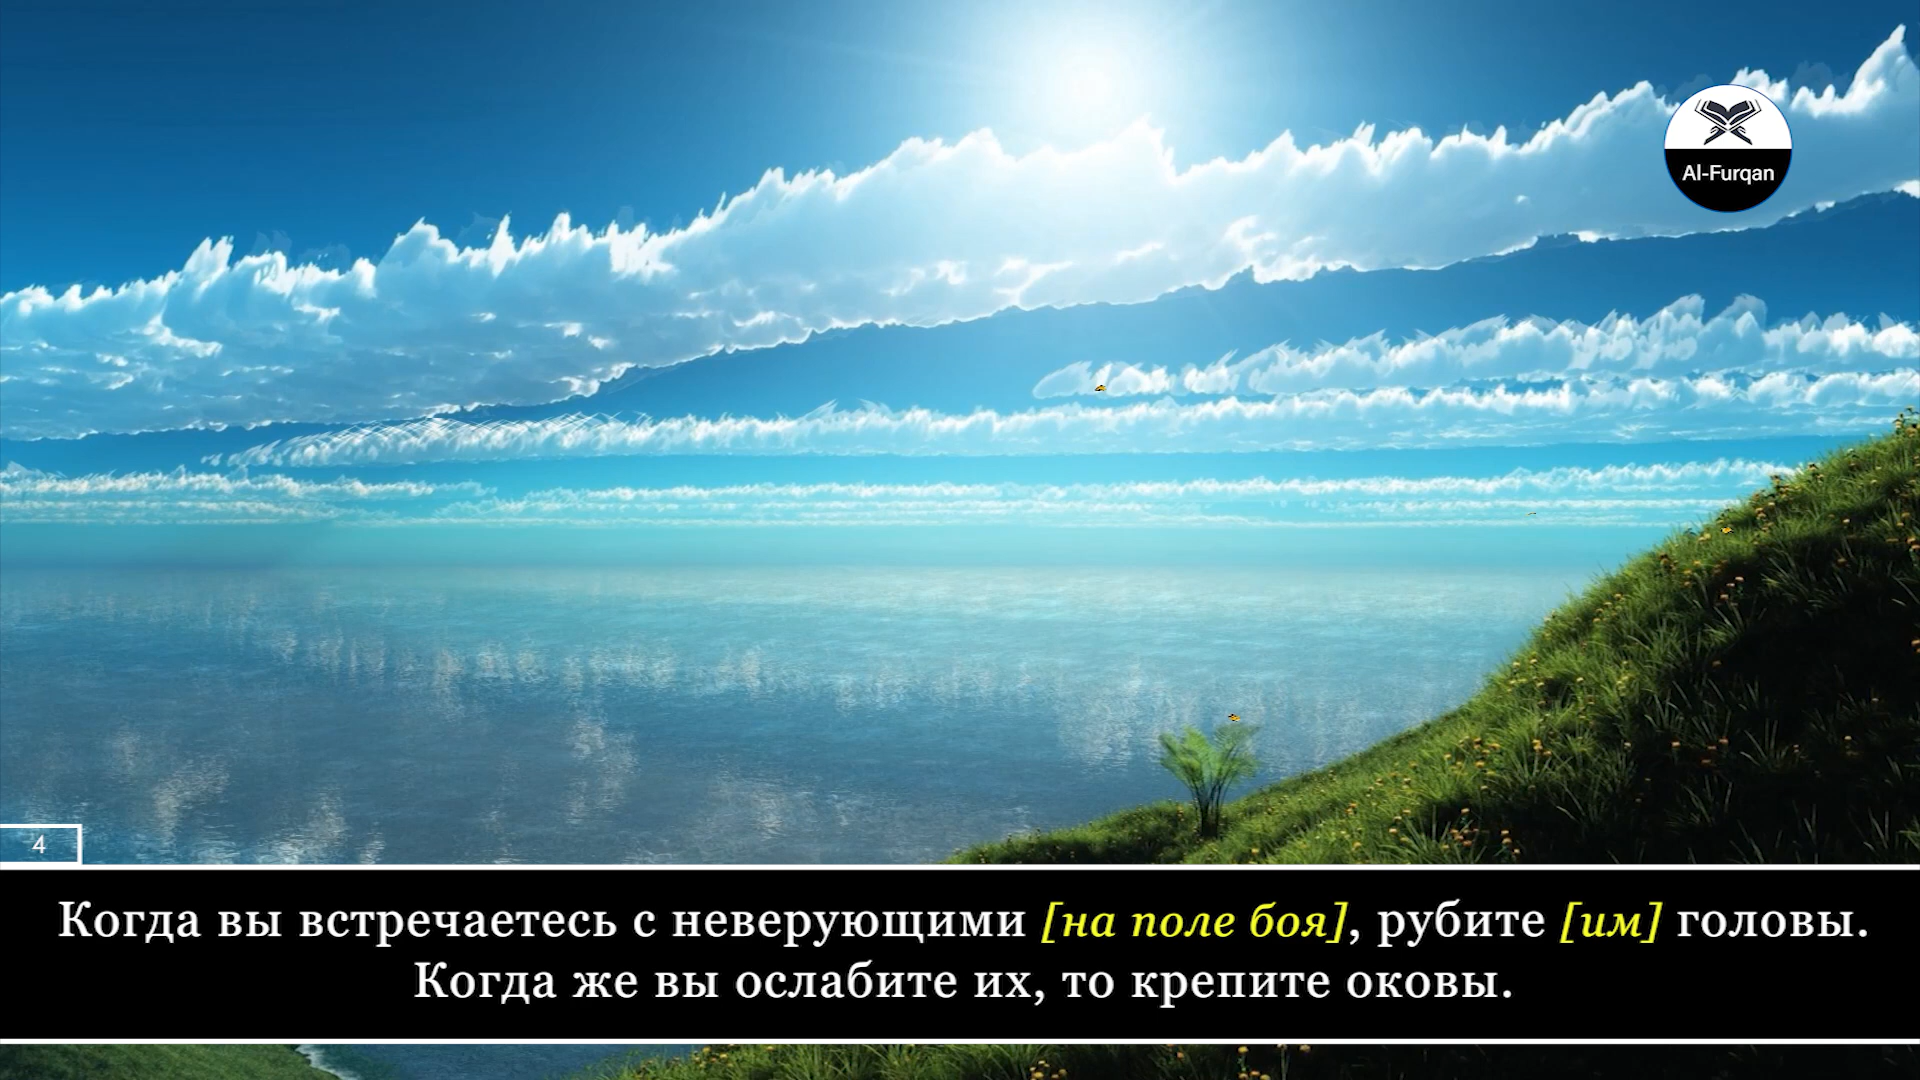 Al-Furqan
4
Когда вы встречаетесь с неверующими [на поле боя], рубите [им] головы.
Когда же вы ослабите их, то крепите оковы.